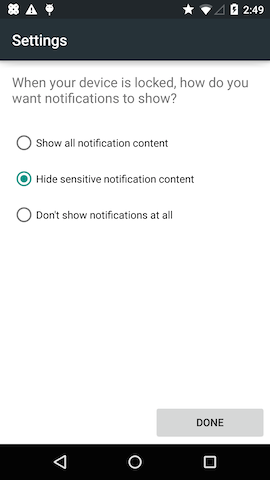 2:49
Settings
When your device is locked, how do you
want notifications to show?
Show all notification content
Hide sensitive notification content
Don't show notifications at all
DONE